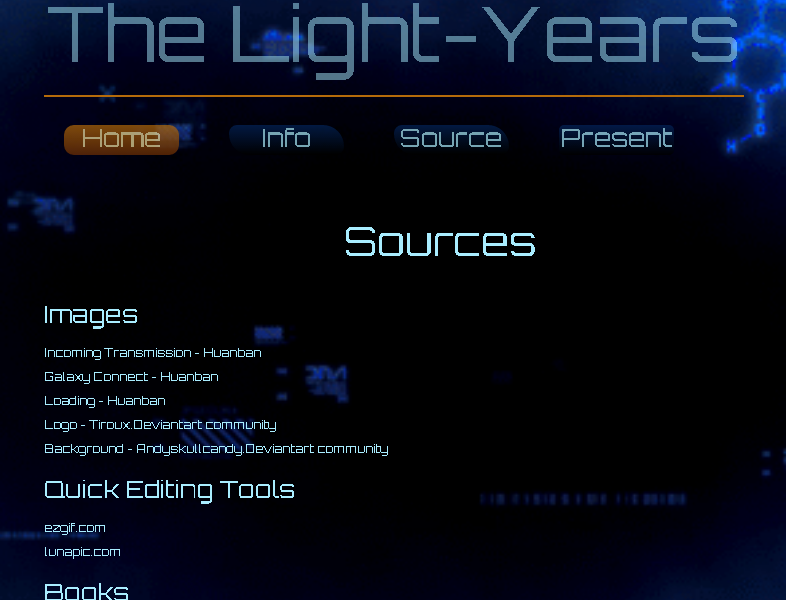 The Light-Years
Home Info Source Present
Sources
Images
Incoming Transmission - Huanban
Galaxy Connect - Huanban
Loading - Huanban
Logo - Tiroux.Deviantart community
Background - Andyskullcandy.Deviantart community
Quick Editing Tools
ezgif.com
lunapic.com
Books